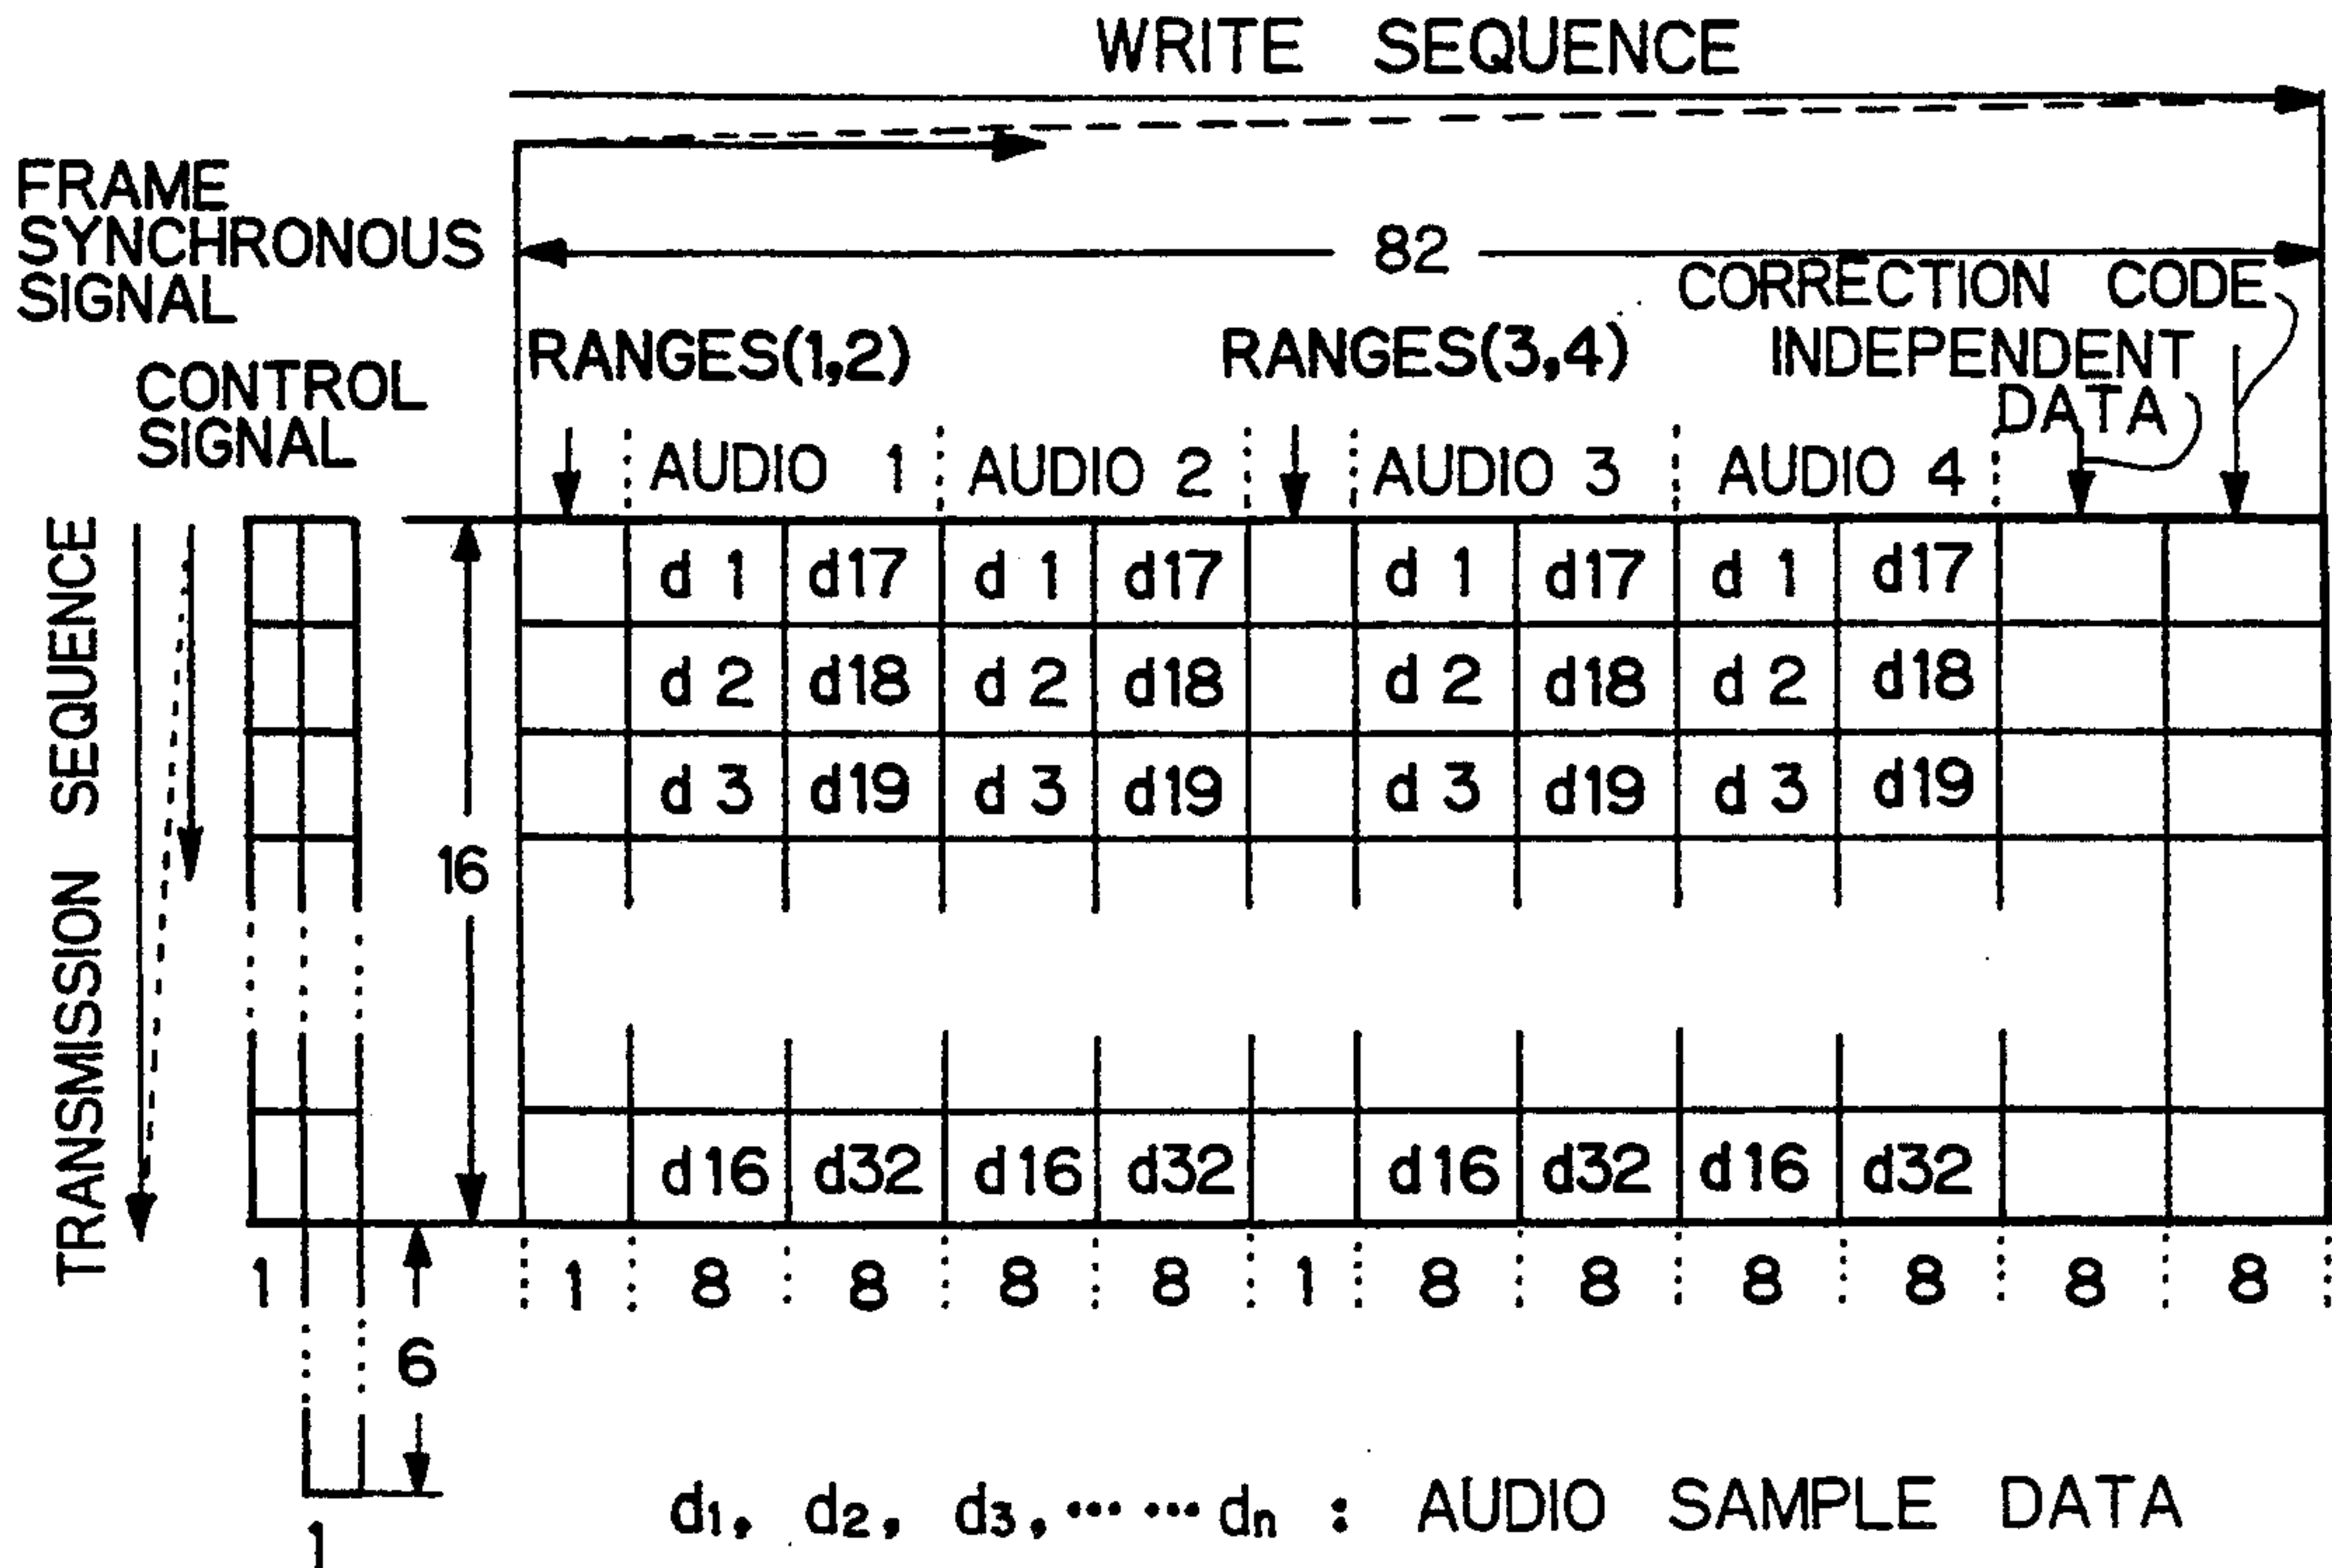 WRITE SEQUENCE
FRAME
SYNCHRONOUS
SIGNAL
82
CORRECTION CODE
RANGES(1,2)
RANGES(3,4)
INDEPENDENT
DATA
CONTROL
SIGNAL
AUDIO 1 AUDIO 2 AUDIO 3 AUDIO 4
TRANSMISSION SEQUENCE
d 1 d17 d 1 d17 d 1 d17 d 1 d17
d 2 d18 d 2 d18 d 2 d18 d 2 d18
d 3 d19 d 3 d19 d 3 d19 d 3 d19
16
d16 d32 d16 d32 d16 d32 d16 d32
1 1 8 8 8 8 1 8 8 8 8 8 8
6
1
d1, d2, d3, ⋯ ⋯ dn : AUDIO SAMPLE DATA